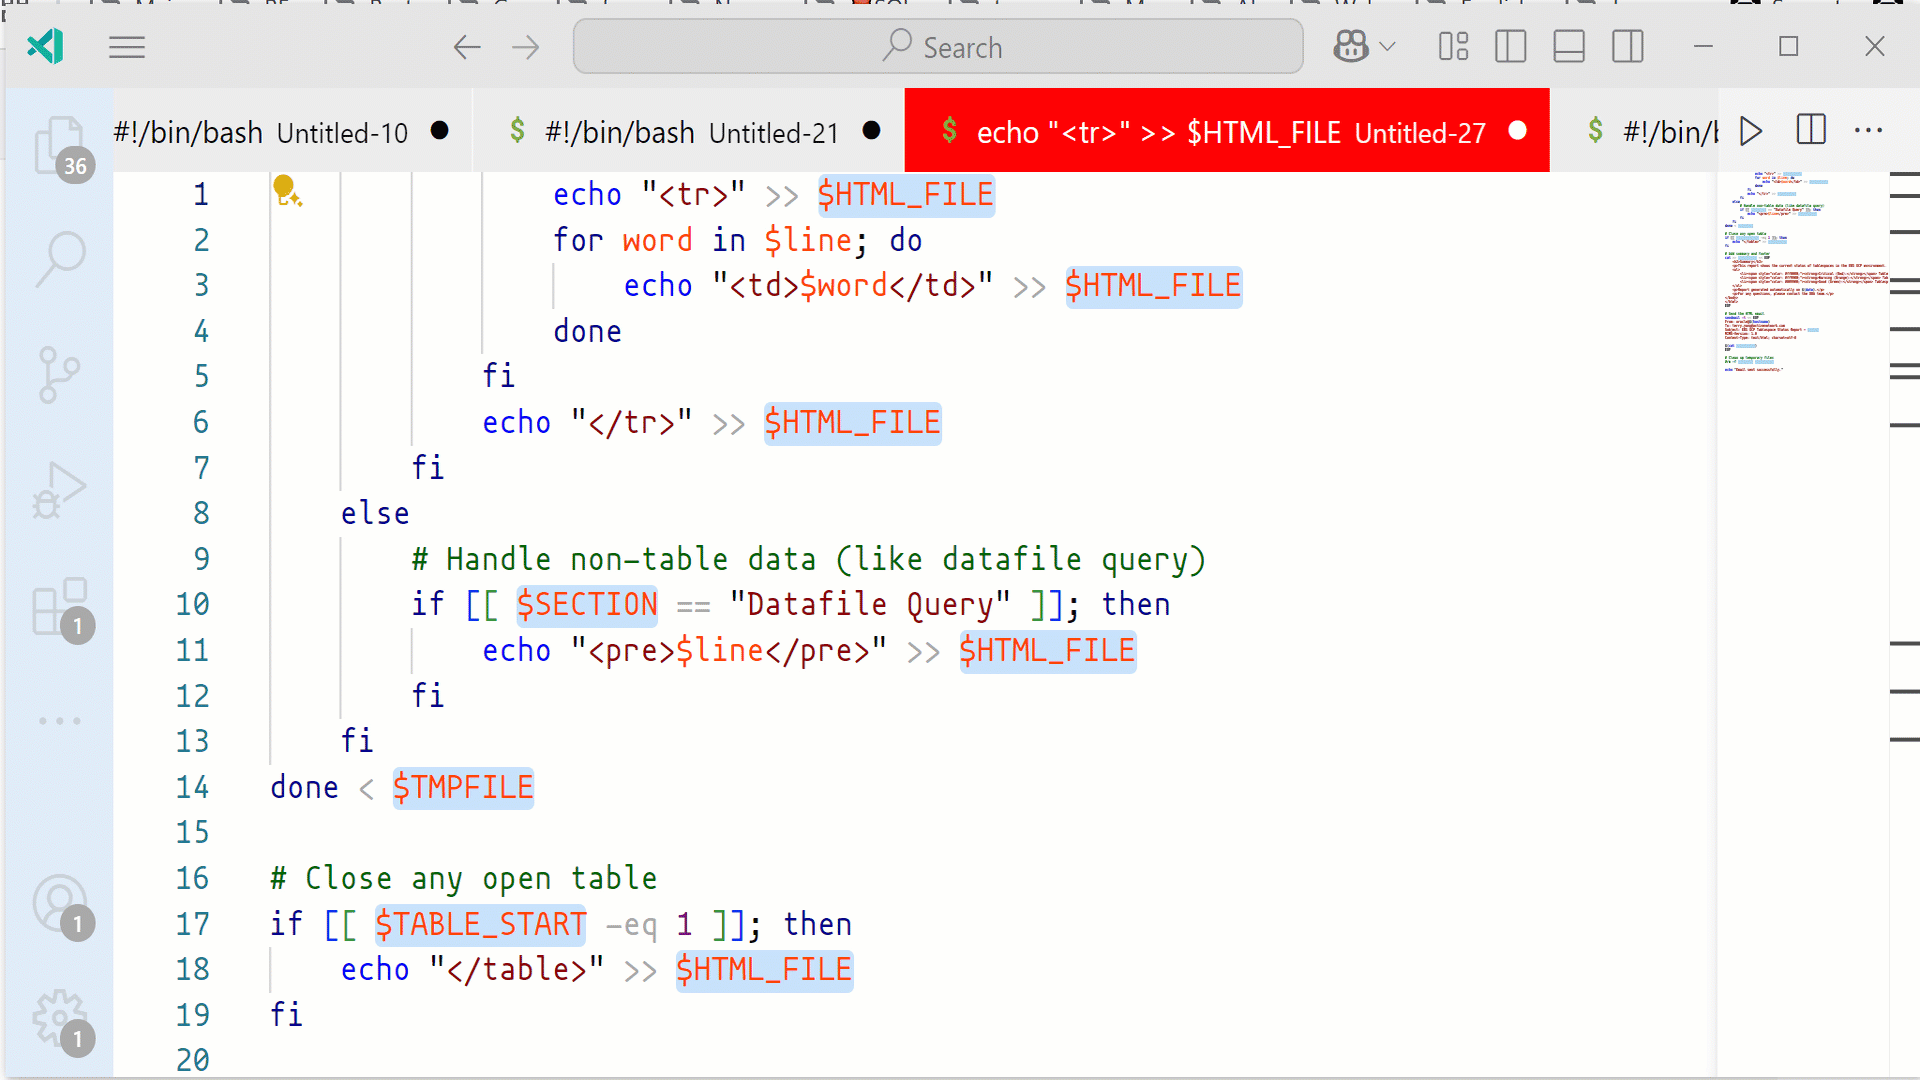 Search
#!/bin/bash Untitled-10
$ #!/bin/bash Untitled-21
$ echo "<tr>" >> $HTML_FILE Untitled-27
$ #!/bin/b
36
1
1
1
1 echo "<tr>" >> $HTML_FILE
2 for word in $line; do
3 echo "<td>$word</td>" >> $HTML_FILE
4 done
5 fi
6 echo "</tr>" >> $HTML_FILE
7 fi
8 else
9 # Handle non-table data (like datafile query)
10 if [[ $SECTION == "Datafile Query" ]]; then
11 echo "<pre>$line</pre>" >> $HTML_FILE
12 fi
13 fi
14 done < $TMPFILE
15
16 # Close any open table
17 if [[ $TABLE_START -eq 1 ]]; then
18 echo "</table>" >> $HTML_FILE
19 fi
20